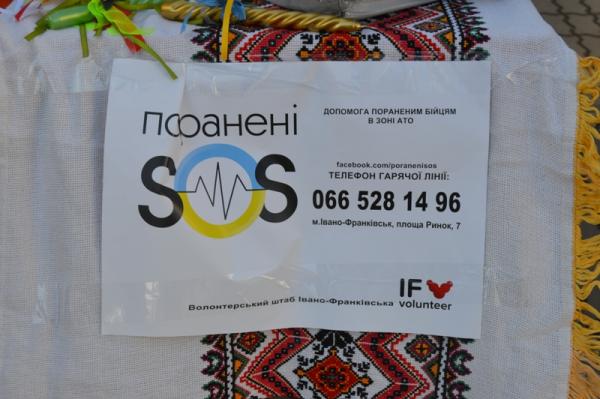 поранені
SOS
ДОПОМОГА ПОРАНЕНИМ БІЙЦЯМ
В ЗОНІ АТО
facebook.com/poranenisos
ТЕЛЕФОН ГАРЯЧОЇ ЛІНІЇ:
066 528 14 96
м.Івано-Франківськ, площа Ринок, 7
Волонтерський штаб Івано-Франківська
IF
volunteer